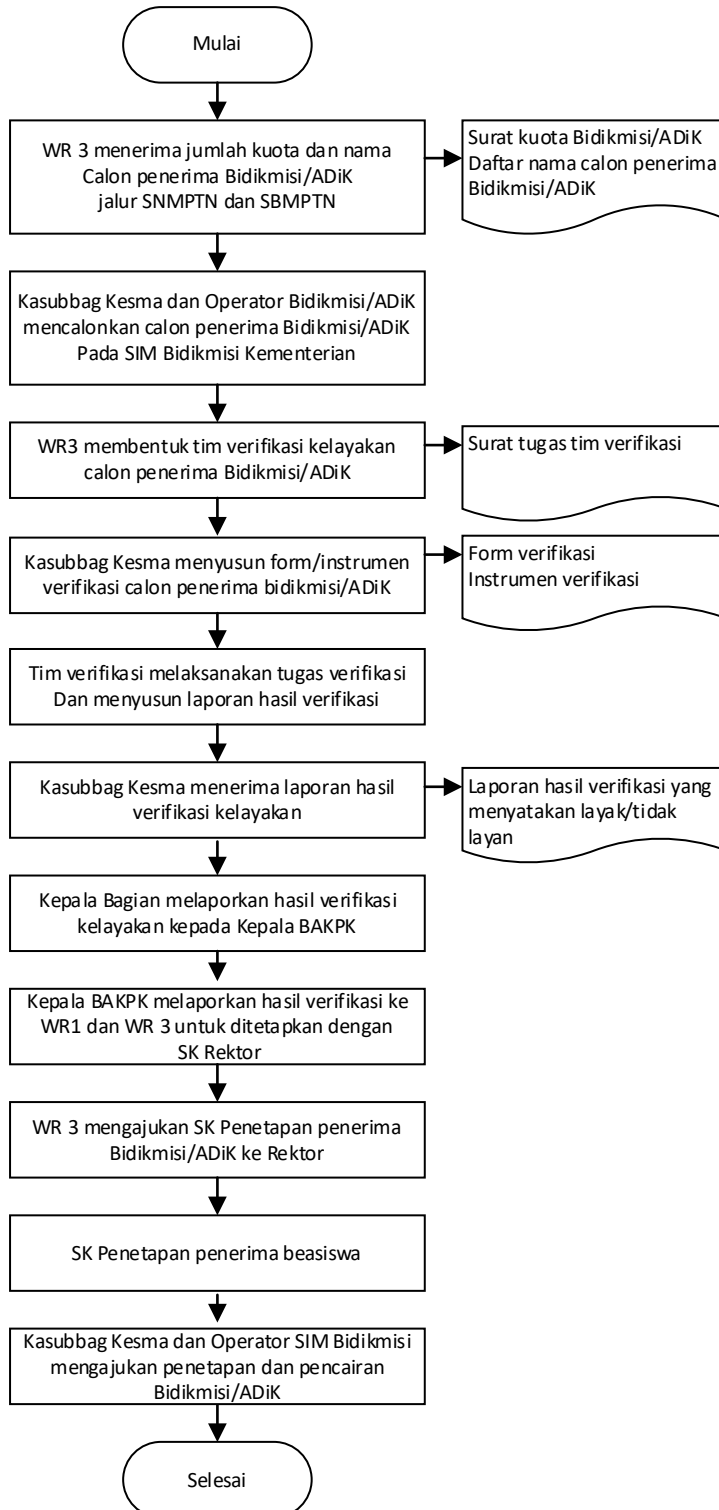 Mulai
WR 3 menerima jumlah kuota dan nama
Calon penerima Bidikmisi/ADiK
jalur SNMPTN dan SBMPTN
Surat kuota Bidikmisi/ADiK
Daftar nama calon penerima
Bidikmisi/ADiK
Kasubbag Kesma dan Operator Bidikmisi/ADiK
mencalonkan calon penerima Bidikmisi/ADiK
Pada SIM Bidikmisi Kementerian
WR3 membentuk tim verifikasi kelayakan
calon penerima Bidikmisi/ADiK
Surat tugas tim verifikasi
Kasubbag Kesma menyusun form/instrumen
verifikasi calon penerima bidikmisi/ADiK
Form verifikasi
Instrumen verifikasi
Tim verifikasi melaksanakan tugas verifikasi
Dan menyusun laporan hasil verifikasi
Kasubbag Kesma menerima laporan hasil
verifikasi kelayakan
Laporan hasil verifikasi yang
menyatakan layak/tidak
layan
Kepala Bagian melaporkan hasil verifikasi
kelayakan kepada Kepala BAKPK
Kepala BAKPK melaporkan hasil verifikasi ke
WR1 dan WR 3 untuk ditetapkan dengan
SK Rektor
WR 3 mengajukan SK Penetapan penerima
Bidikmisi/ADiK ke Rektor
SK Penetapan penerima beasiswa
Kasubbag Kesma dan Operator SIM Bidikmisi
mengajukan penetapan dan pencairan
Bidikmisi/ADiK
Selesai